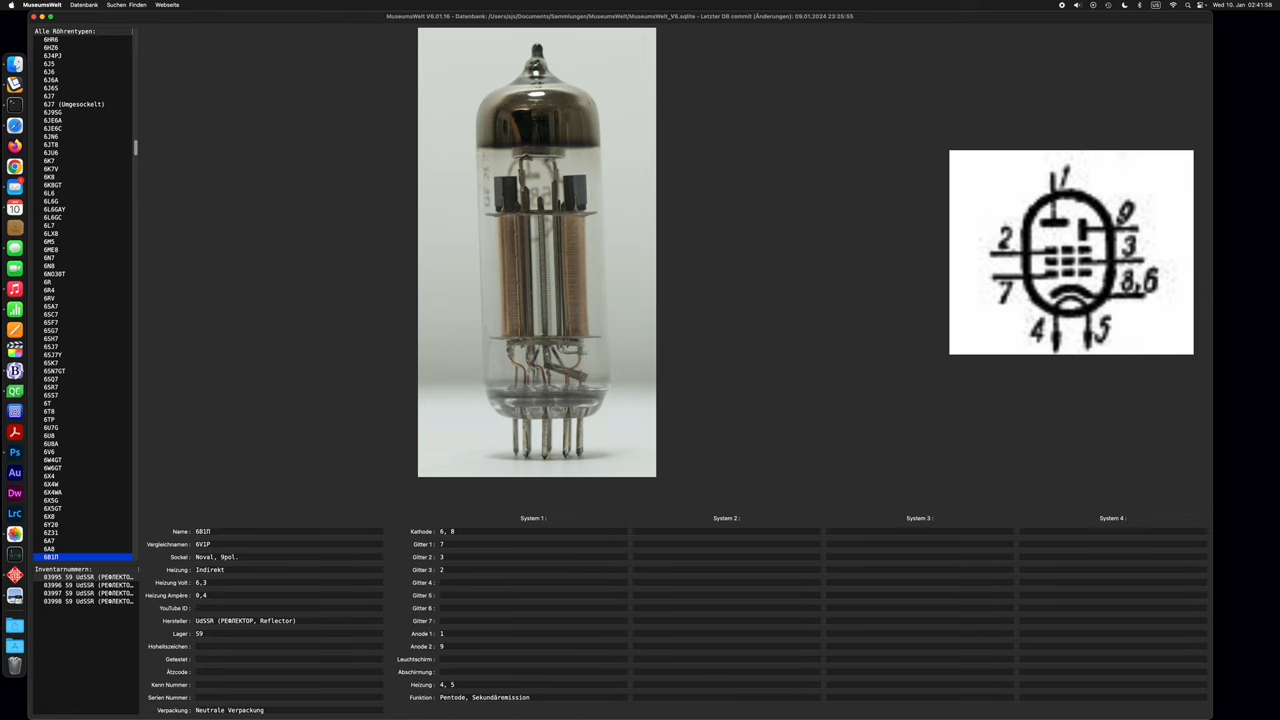 MuseumsWelt Datenbank Suchen Finden Webseite
US
Wed 10. Jan. 02:41:58
MuseumsWelt V6.01.16 - Datenbank: /Users/sjs/Documents/Sammlungen/MuseumsWelt/MuseumsWelt_V6.sqlite - Letzter DB commit (Änderungen): 09.01.2024 23:25:55
Alle Röhrentypen:
6HR6
6HZ6
6J4PJ
6J5
6J6
6J6A
6J6S
6J7
6J7 (Umgesockelt)
6J9SG
6JE6A
6JE6C
6JN6
6JT8
6JU6
6K7
6K7V
6K8
6K8GT
6L6
6L6G
6L6GAY
6L6GC
6L7
6LX8
6M5
6ME8
6N7
6N8
6NO30T
6R
6R4
6RV
6SA7
6SC7
6SF7
6SG7
6SH7
6SJ7
6SJ7Y
6SK7
6SN7GT
6SQ7
6SR7
6SS7
6T
6T8
6TP
6U7G
6U8
6U8A
6V6
6W4GT
6W6GT
6X4
6X4W
6X4WA
6X5G
6X5GT
6X8
6Y20
6Z31
6А7
6А8
6В1П
Inventarnummern:
03995 S9 UdSSR (РЕФЛЕКТО…
03996 S9 UdSSR (РЕФЛЕКТО…
03997 S9 UdSSR (РЕФЛЕКТО…
03998 S9 UdSSR (РЕФЛЕКТО…
1
9
2
3
7
8,6
4
5
System 1 :
System 2 :
System 3 :
System 4 :
Name : 6В1П
Vergleichnamen : 6V1P
Sockel : Noval, 9pol.
Heizung : Indirekt
Heizung Volt : 6,3
Heizung Ampère : 0,4
YouTube ID :
Hersteller : UdSSR (РЕФЛЕКТОР, Reflector)
Lager : S9
Hoheitszeichen :
Getestet :
Ätzcode :
Kenn Nummer :
Serien Nummer :
Verpackung : Neutrale Verpackung
Kathode : 6, 8
Gitter 1 : 7
Gitter 2 : 3
Gitter 3 : 2
Gitter 4 :
Gitter 5 :
Gitter 6 :
Gitter 7 :
Anode 1 : 1
Anode 2 : 9
Leuchtschirm :
Abschirmung :
Heizung : 4, 5
Funktion : Pentode, Sekundäremission